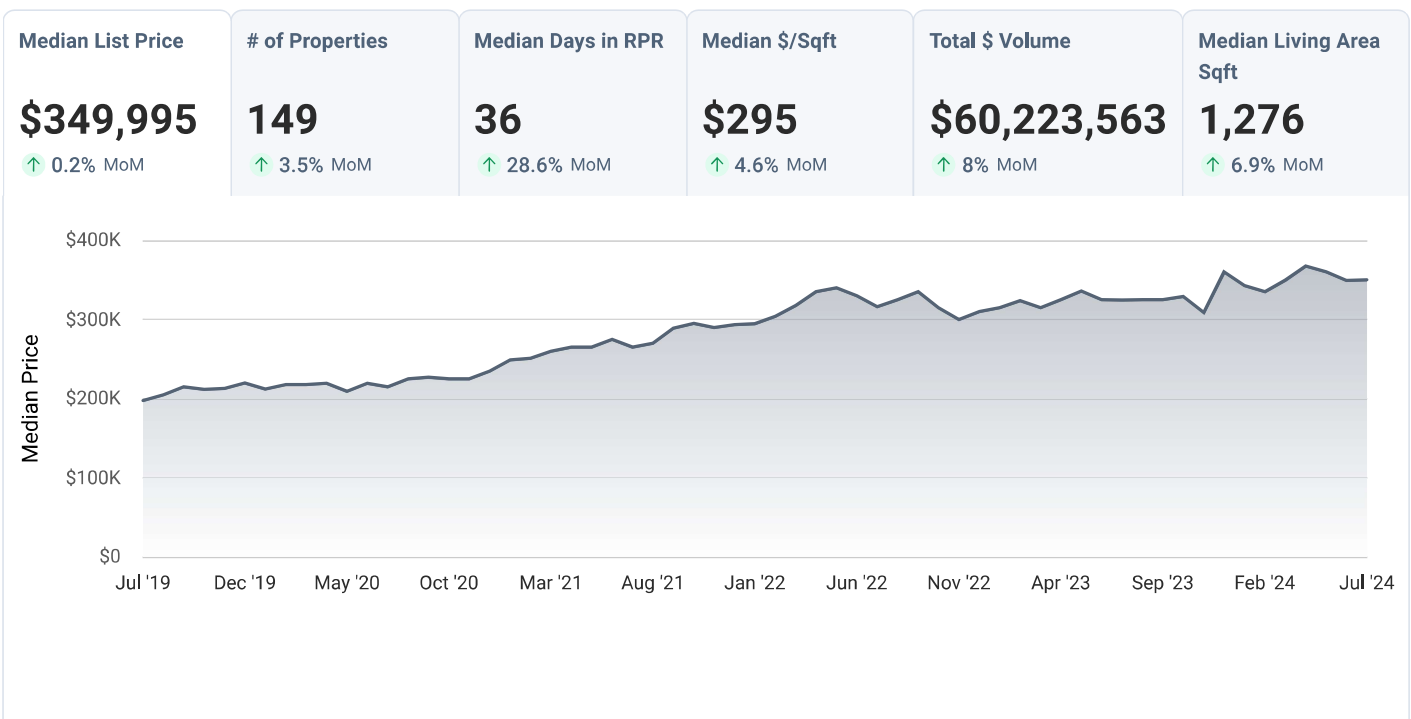 Median List Price
$349,995
↑ 0.2% MoM
# of Properties
149
↑ 3.5% MoM
Median Days in RPR
36
↑ 28.6% MoM
Median $/Sqft
$295
↑ 4.6% MoM
Total $ Volume
$60,223,563
↑ 8% MoM
Median Living Area
Sqft
1,276
↑ 6.9% MoM
Median Price
$400K
$300K
$200K
$100K
$0
Jul '19 Dec '19 May '20 Oct '20 Mar '21 Aug '21 Jan '22 Jun '22 Nov '22 Apr '23 Sep '23 Feb '24 Jul '24